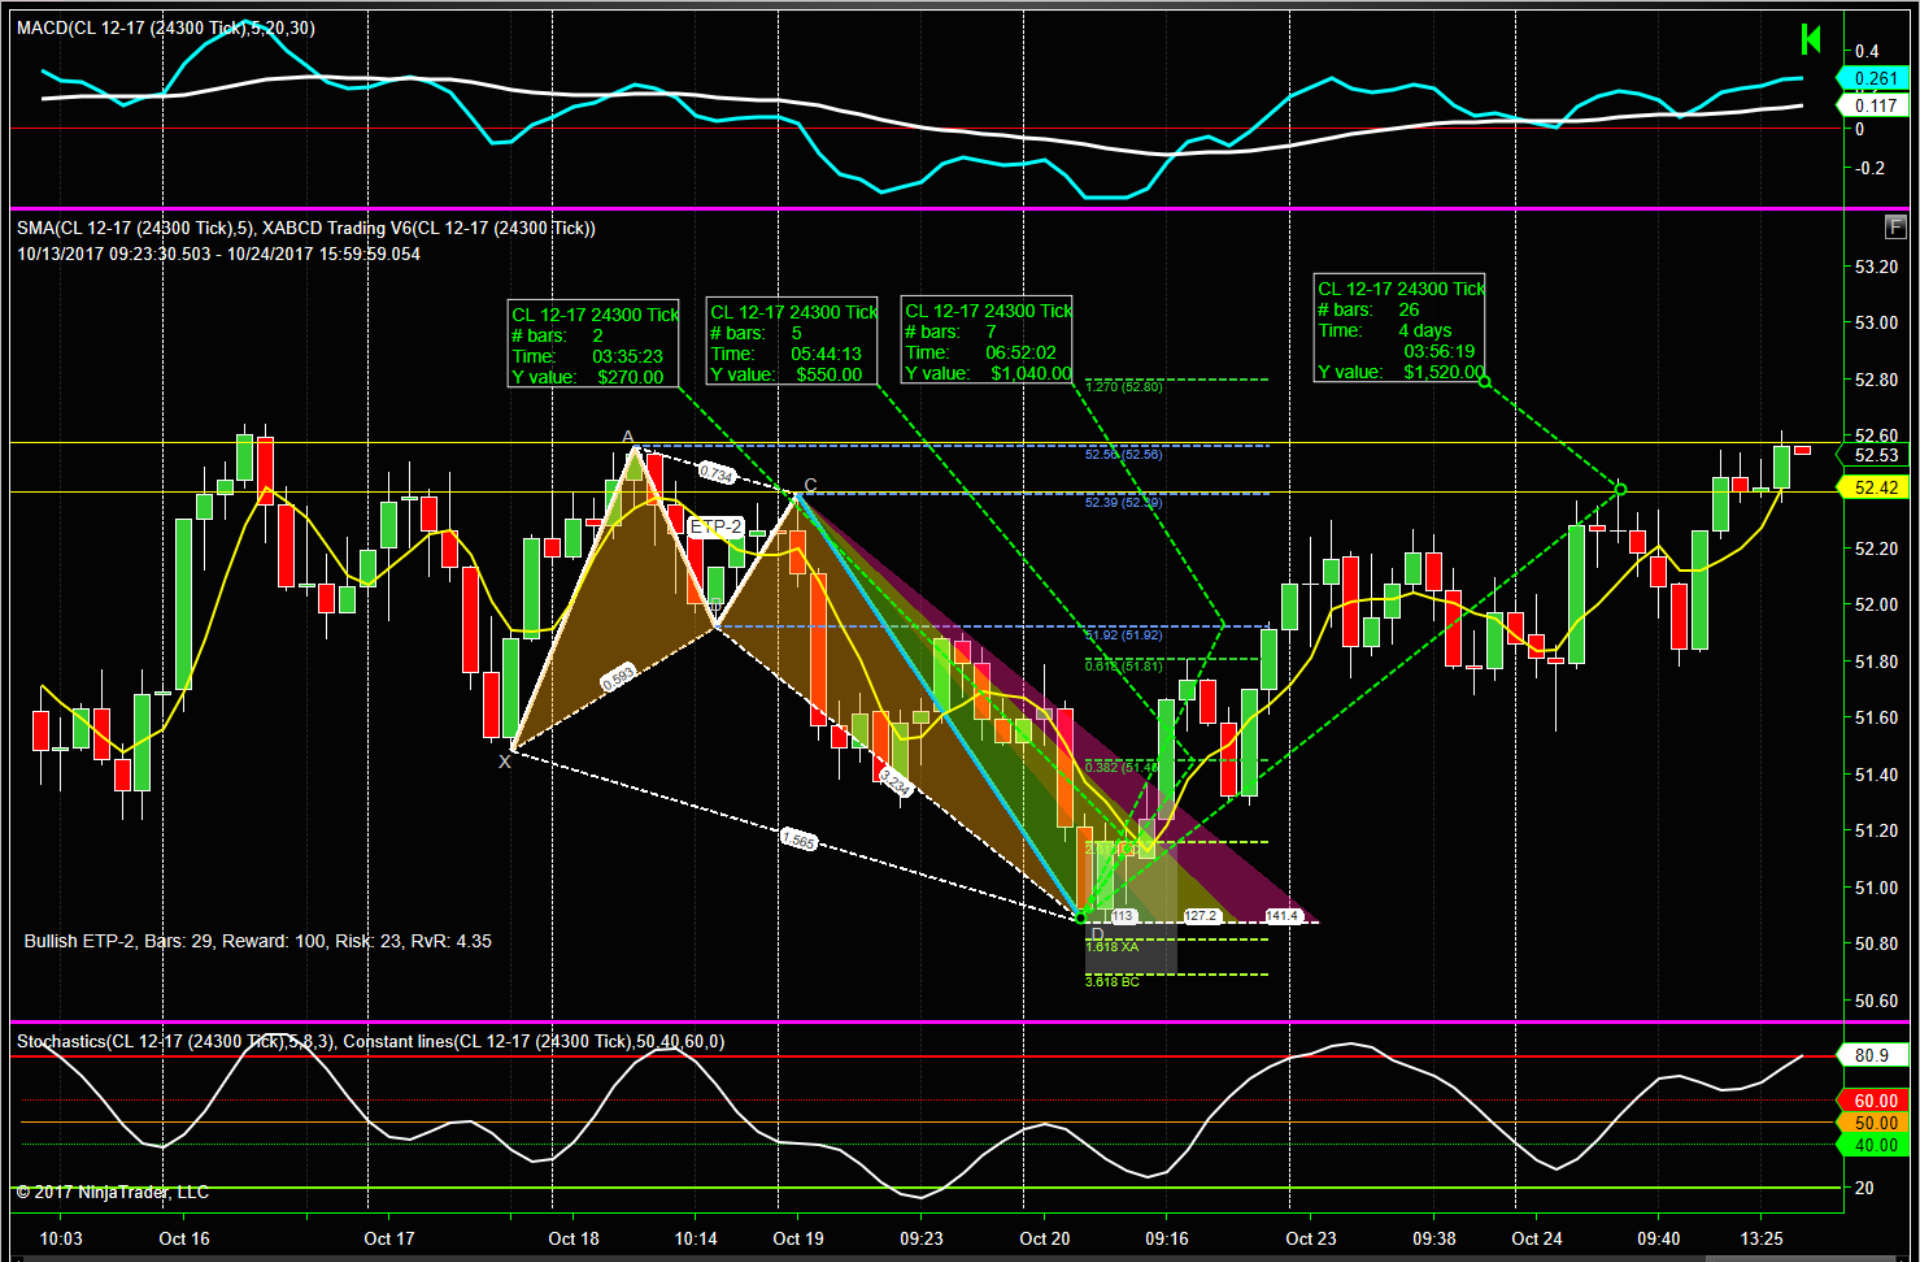 MACD(CL 12-17 (24300 Tick),5,20,30)
0.4
0.261
0.117
0
-0.2
SMA(CL 12-17 (24300 Tick),5), XABCD Trading V6(CL 12-17 (24300 Tick))
F
10/13/2017 09:23:30.503 - 10/24/2017 15:59:59.054
53.20
53.00
52.80
52.60
52.53
52.42
52.20
52.00
51.80
51.60
51.40
51.20
51.00
50.80
50.60
CL 12-17 24300 Tick
# bars: 2
Time: 03:35:23
Y value: $270.00
CL 12-17 24300 Tick
# bars: 5
Time: 05:44:13
Y value: $550.00
CL 12-17 24300 Tick
# bars: 7
Time: 06:52:02
Y value: $1,040.00
CL 12-17 24300 Tick
# bars: 26
Time: 4 days
03:56:19
Y value: $1,520.00
1.270 (52.80)
A
52.56 (52.56)
0.734
C
52.39 (52.39)
ETP-2
B
51.92 (51.92)
0.618 (51.81)
0.593
X
0.382 (51.46)
3.234
1.565
113
127.2
141.4
D
1.618 XA
3.618 BC
Bullish ETP-2, Bars: 29, Reward: 100, Risk: 23, RvR: 4.35
Stochastics(CL 12-17 (24300 Tick),5,8,3), Constant lines(CL 12-17 (24300 Tick),50,40,60,0)
80.9
60.00
50.00
40.00
20
© 2017 NinjaTrader, LLC
10:03 Oct 16 Oct 17 Oct 18 10:14 Oct 19 09:23 Oct 20 09:16 Oct 23 09:38 Oct 24 09:40 13:25